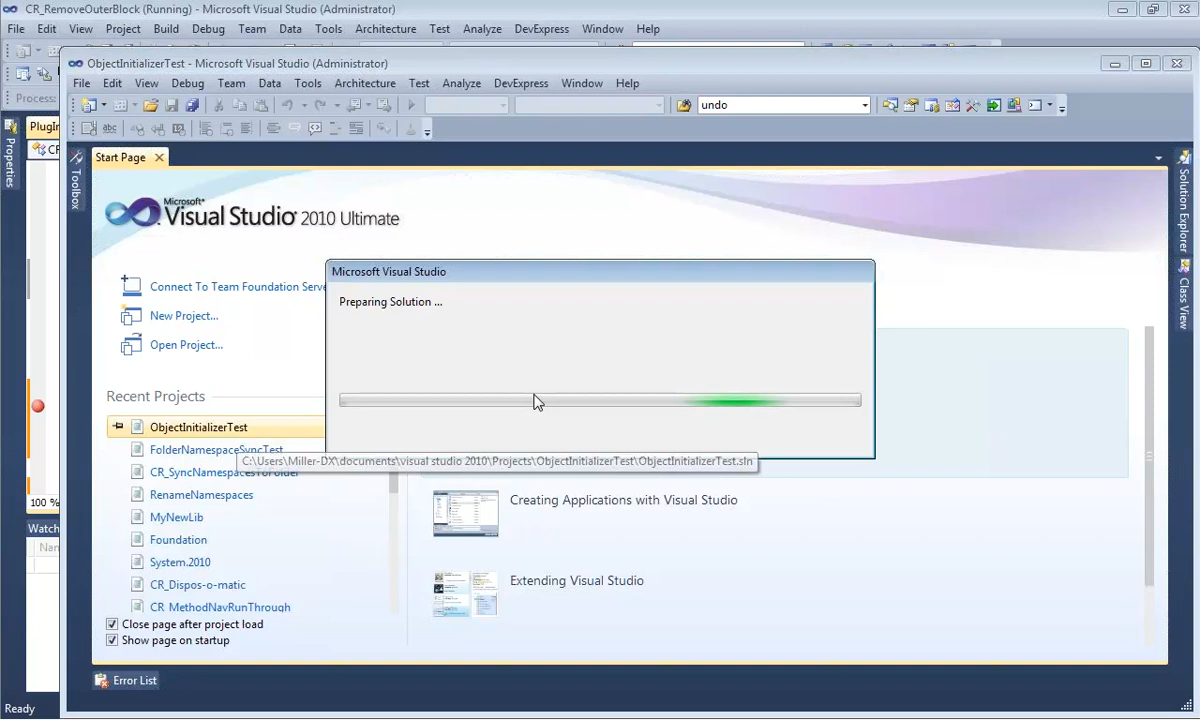 CR_RemoveOuterBlock (Running) - Microsoft Visual Studio (Administrator)
File Edit View Project Build Debug Team Data Tools Architecture Test Analyze DevExpress Window Help
ObjectInitializerTest - Microsoft Visual Studio (Administrator)
File Edit View Debug Team Data Tools Architecture Test Analyze DevExpress Window Help
Process:
undo
PlugIn
Start Page
Properties
Toolbox
Solution Explorer
Class View
Microsoft
Visual Studio 2010 Ultimate
Microsoft Visual Studio
Preparing Solution ...
Connect To Team Foundation Serve
New Project...
Open Project...
Recent Projects
ObjectInitializerTest
FolderNamespaceSyncTest
C:\Users\Miller-DX\documents\visual studio 2010\Projects\ObjectInitializerTest\ObjectInitializerTest.sln
CR_SyncNamespacesToFolder
RenameNamespaces
MyNewLib
Foundation
System.2010
CR_Dispos-o-matic
CR_MethodNavRunThrough
Creating Applications with Visual Studio
Extending Visual Studio
Close page after project load
Show page on startup
100 %
Watch
Nam
Error List
Ready